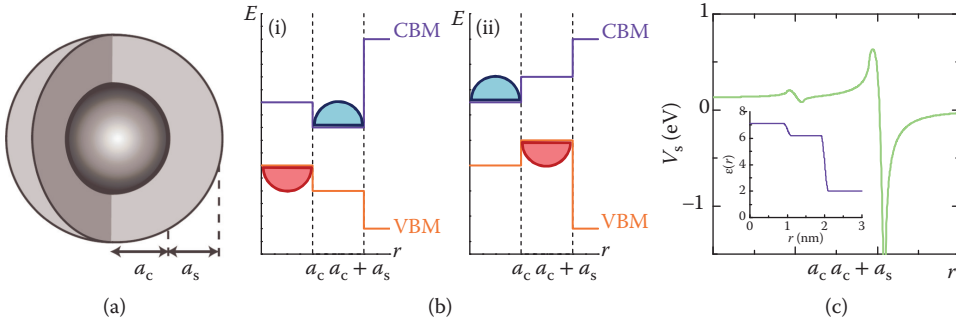 a_c a_s
(a)
E (i) CBM
VBM
r
a_c a_c + a_s
E (ii) CBM
VBM
r
a_c a_c + a_s
(b)
1
0
−1
V_s (eV)
8
6
4
2
0
ε(r)
0 1 2 3
r (nm)
a_c a_c + a_s r
(c)